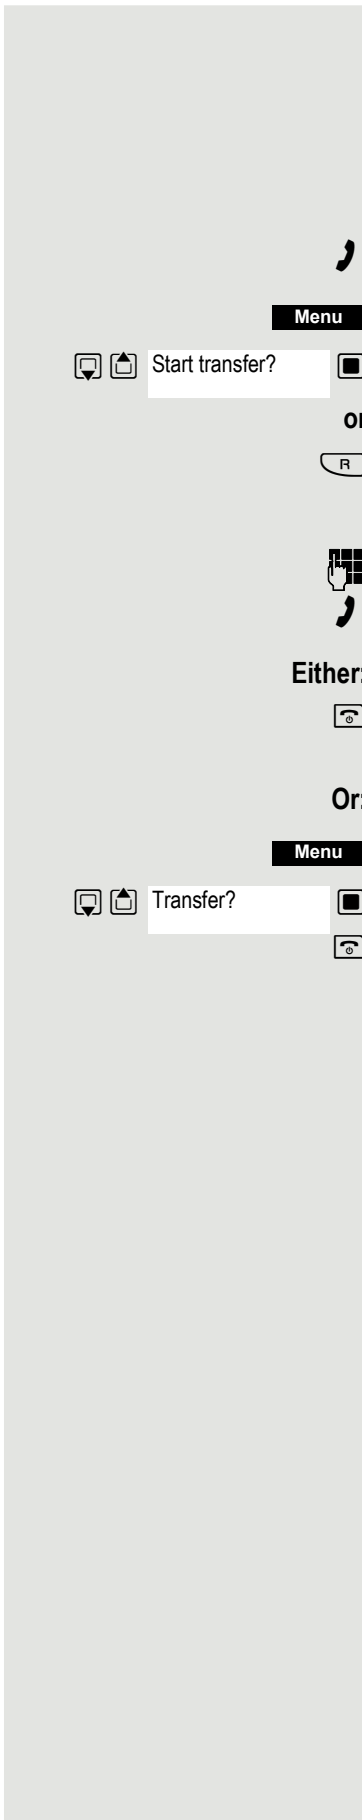 Menu
Start transfer?
or
R
Either:
Or:
Menu
Transfer?